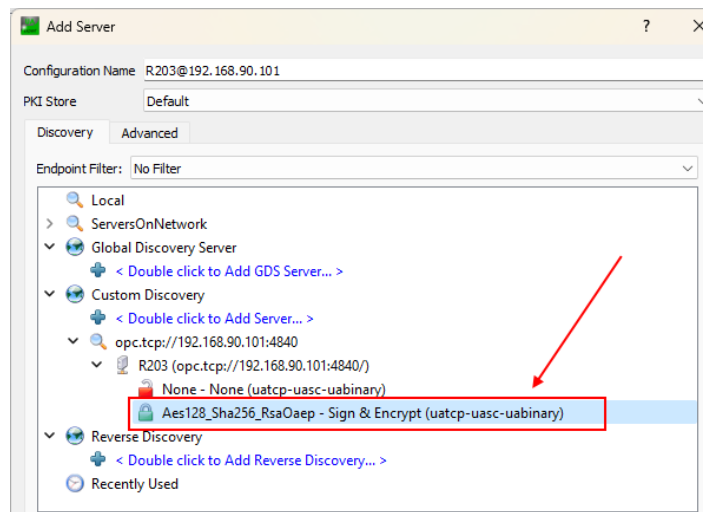 Add Server
Configuration Name R203@192.168.90.101
PKI Store Default
Discovery Advanced
Endpoint Filter: No Filter
Local
ServersOnNetwork
Global Discovery Server
< Double click to Add GDS Server... >
Custom Discovery
< Double click to Add Server... >
opc.tcp://192.168.90.101:4840
R203 (opc.tcp://192.168.90.101:4840/)
None - None (uatcp-uasc-uabinary)
Aes128_Sha256_RsaOaep - Sign & Encrypt (uatcp-uasc-uabinary)
Reverse Discovery
< Double click to Add Reverse Discovery... >
Recently Used